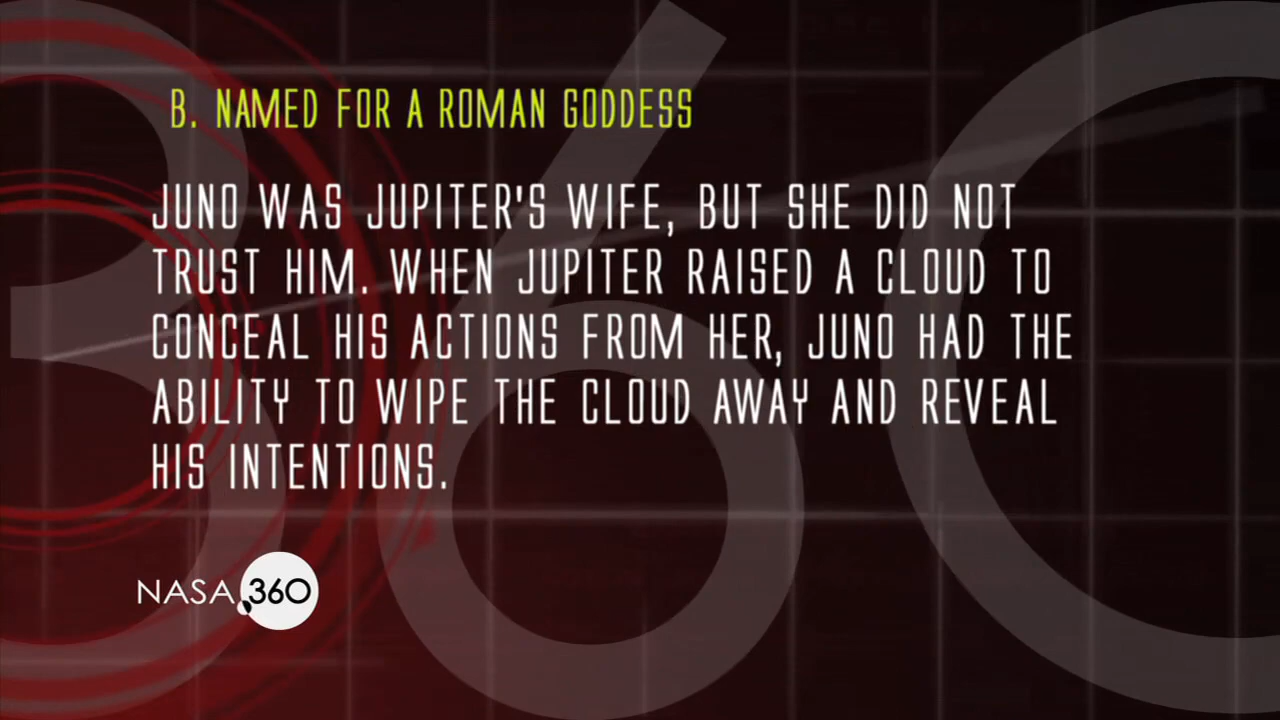 B. NAMED FOR A ROMAN GODDESS
JUNO WAS JUPITER'S WIFE, BUT SHE DID NOT
TRUST HIM. WHEN JUPITER RAISED A CLOUD TO
CONCEAL HIS ACTIONS FROM HER, JUNO HAD THE
ABILITY TO WIPE THE CLOUD AWAY AND REVEAL
HIS INTENTIONS.
NASA 360
360